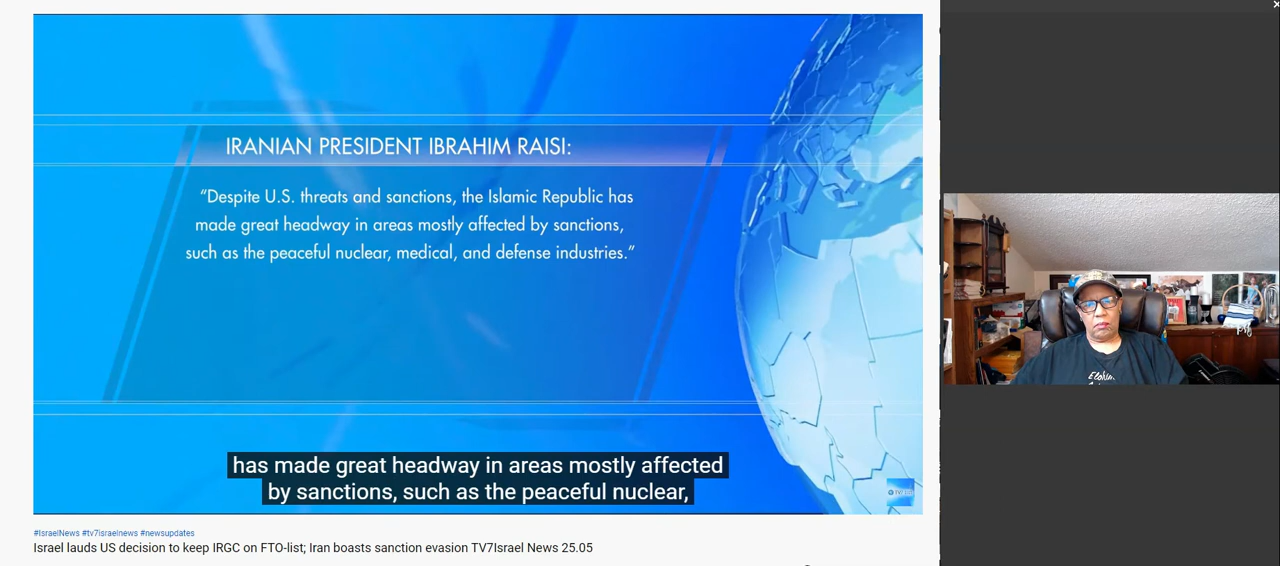 IRANIAN PRESIDENT IBRAHIM RAISI:
“Despite U.S. threats and sanctions, the Islamic Republic has
made great headway in areas mostly affected by sanctions,
such as the peaceful nuclear, medical, and defense industries.”
has made great headway in areas mostly affected
by sanctions, such as the peaceful nuclear,
#IsraelNews #tv7israelnews #newsupdates
Israel lauds US decision to keep IRGC on FTO-list; Iran boasts sanction evasion TV7Israel News 25.05